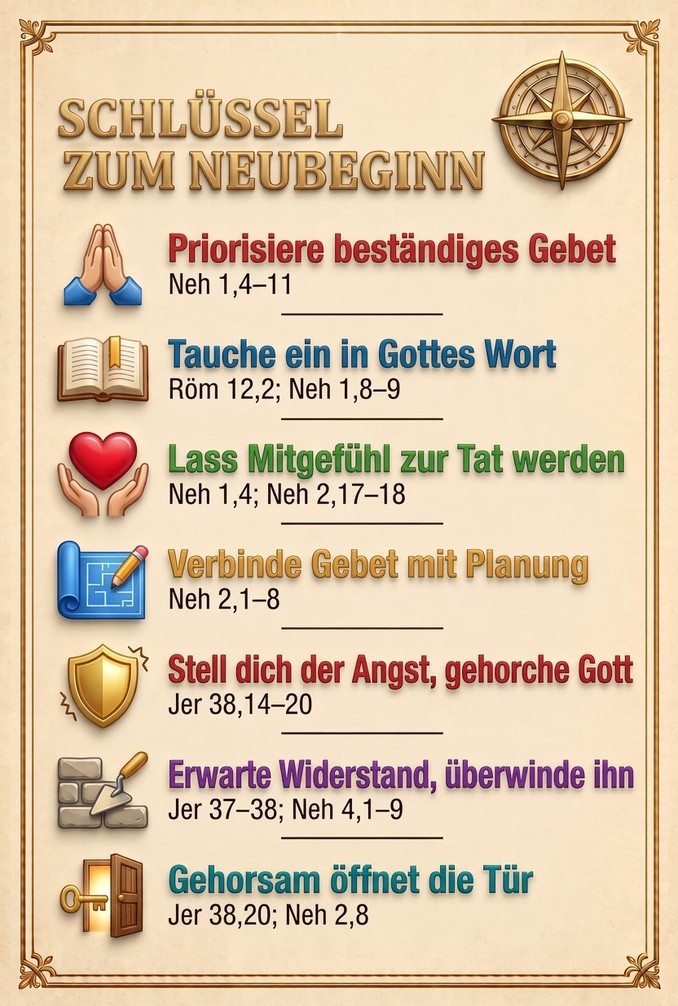 SCHLÜSSEL
ZUM NEUBEGINN
Priorisiere beständiges Gebet
Neh 1,4–11
Tauche ein in Gottes Wort
Röm 12,2; Neh 1,8–9
Lass Mitgefühl zur Tat werden
Neh 1,4; Neh 2,17–18
Verbinde Gebet mit Planung
Neh 2,1–8
Stell dich der Angst, gehorche Gott
Jer 38,14–20
Erwarte Widerstand, überwinde ihn
Jer 37–38; Neh 4,1–9
Gehorsam öffnet die Tür
Jer 38,20; Neh 2,8